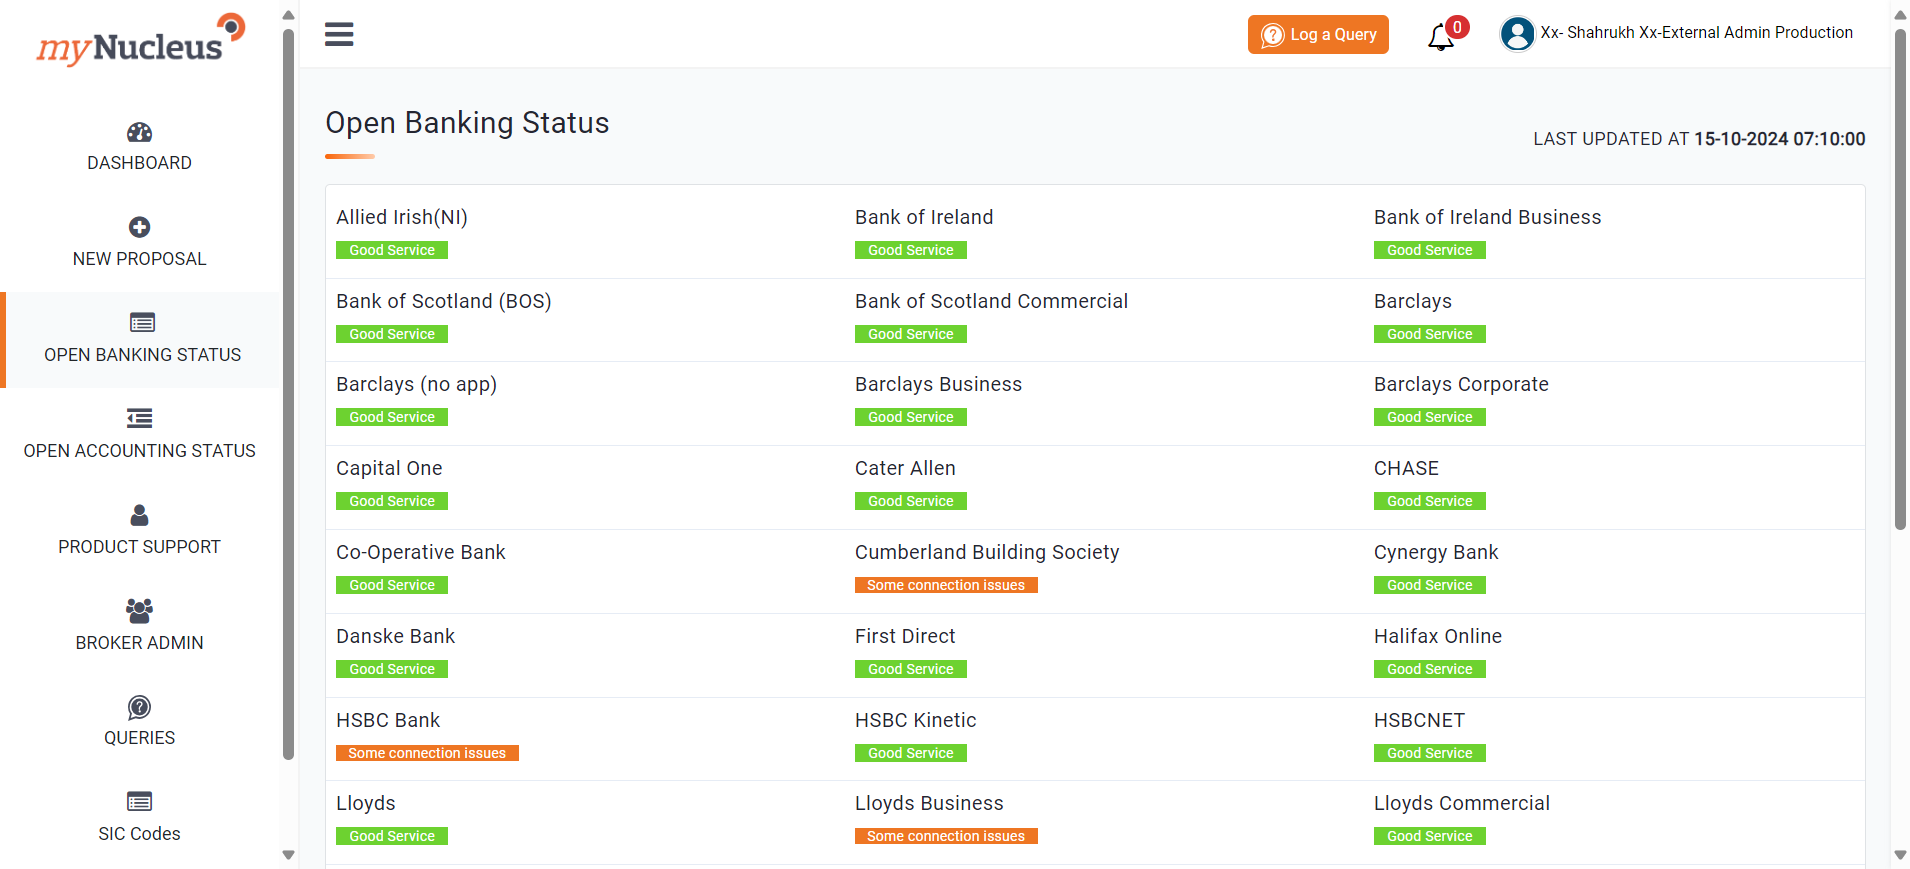 myNucleus
Log a Query
0
Xx- Shahrukh Xx-External Admin Production
DASHBOARD
NEW PROPOSAL
OPEN BANKING STATUS
OPEN ACCOUNTING STATUS
PRODUCT SUPPORT
BROKER ADMIN
QUERIES
SIC Codes
Open Banking Status
LAST UPDATED AT 15-10-2024 07:10:00
Allied Irish(NI)
Good Service
Bank of Ireland
Good Service
Bank of Ireland Business
Good Service
Bank of Scotland (BOS)
Good Service
Bank of Scotland Commercial
Good Service
Barclays
Good Service
Barclays (no app)
Good Service
Barclays Business
Good Service
Barclays Corporate
Good Service
Capital One
Good Service
Cater Allen
Good Service
CHASE
Good Service
Co-Operative Bank
Good Service
Cumberland Building Society
Some connection issues
Cynergy Bank
Good Service
Danske Bank
Good Service
First Direct
Good Service
Halifax Online
Good Service
HSBC Bank
Some connection issues
HSBC Kinetic
Good Service
HSBCNET
Good Service
Lloyds
Good Service
Lloyds Business
Some connection issues
Lloyds Commercial
Good Service